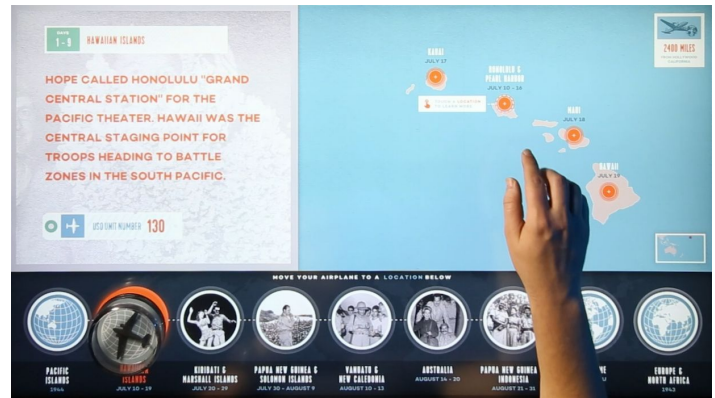 DAYS
1-9 HAWAIIAN ISLANDS
HOPE CALLED HONOLULU "GRAND
CENTRAL STATION" FOR THE
PACIFIC THEATER. HAWAII WAS THE
CENTRAL STAGING POINT FOR
TROOPS HEADING TO BATTLE
ZONES IN THE SOUTH PACIFIC.
USO UNIT NUMBER 130
KAUAI
JULY 17
HONOLULU &
PEARL HARBOR
JULY 10 - 16
MAUI
JULY 18
HAWAII
JULY 19
2400 MILES
MOVE YOUR AIRPLANE TO A LOCATION BELOW
PACIFIC
ISLANDS
1944
ISLANDS
JULY 10 - 19
KIRIBATI &
MARSHALL ISLANDS
JULY 20 - 29
PAPUA NEW GUINEA &
SOLOMON ISLANDS
JULY 30 - AUGUST 9
VANUATU &
NEW CALEDONIA
AUGUST 10 - 13
AUSTRALIA
AUGUST 14 - 20
PAPUA NEW GUINEA
INDONESIA
AUGUST 21 - 31
EUROPE &
NORTH AFRICA
1943